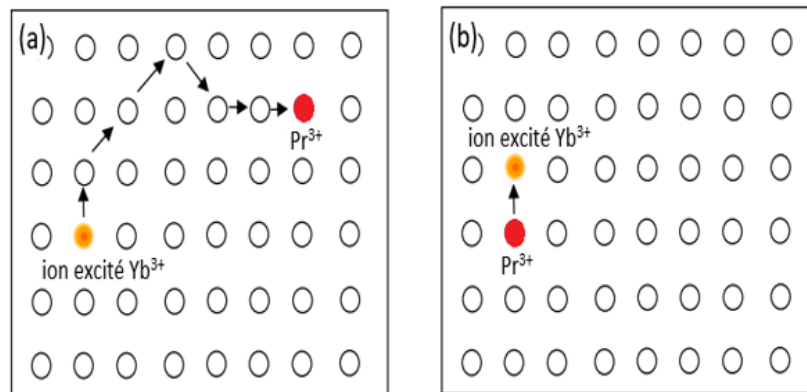 (a)
Pr³⁺
ion excité Yb³⁺
(b)
ion excité Yb³⁺
Pr³⁺